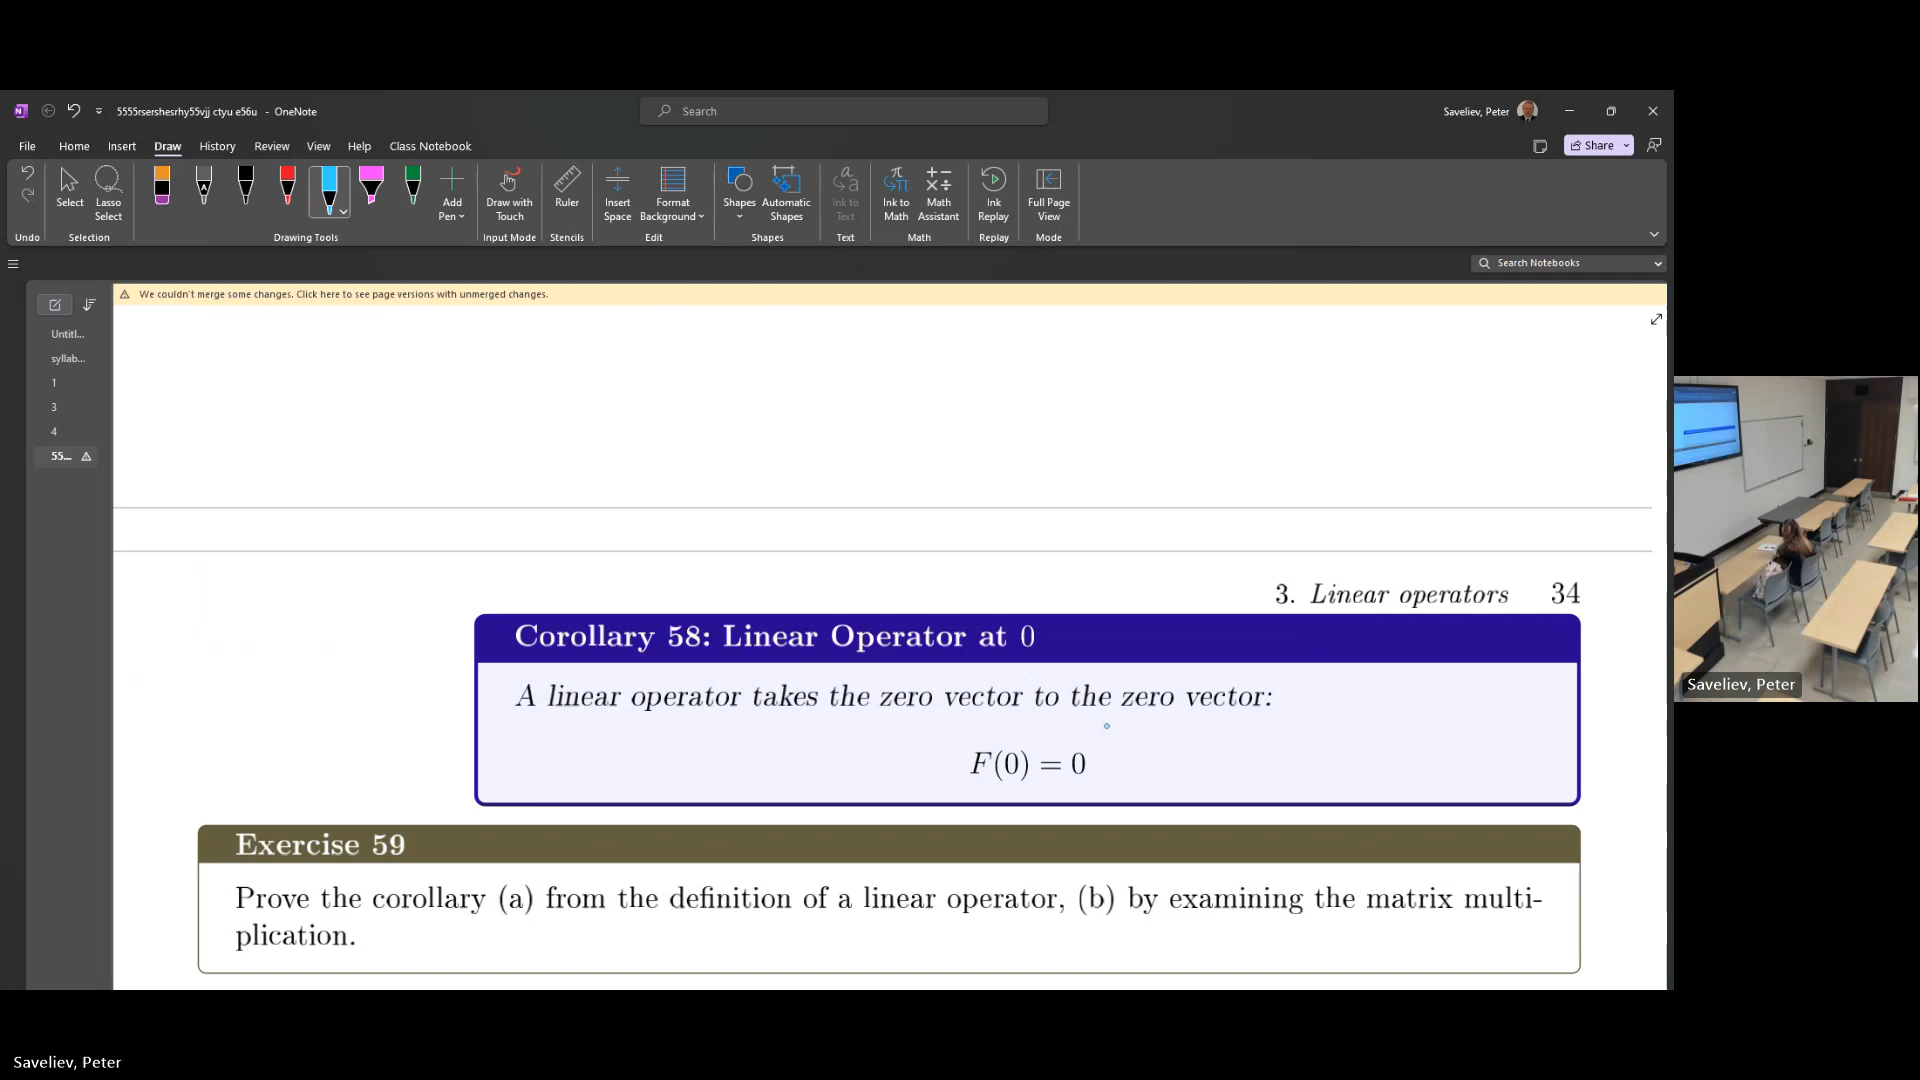 5555rsershesrhy55vjj ctyu e56u - OneNote
Search
Saveliev, Peter
File Home Insert Draw History Review View Help Class Notebook
Share
Select
Lasso Select
Add Pen
Draw with Touch
Ruler
Insert Space
Format Background
Shapes
Automatic Shapes
Ink to Text
Ink to Math
Math Assistant
Ink Replay
Full Page View
Undo Selection Drawing Tools Input Mode Stencils Edit Shapes Text Math Replay Mode
Search Notebooks
We couldn't merge some changes. Click here to see page versions with unmerged changes.
Untitl...
syllab...
1
3
4
55...
3. Linear operators 34
Corollary 58: Linear Operator at 0
A linear operator takes the zero vector to the zero vector:
F(0) = 0
Exercise 59
Prove the corollary (a) from the definition of a linear operator, (b) by examining the matrix multi-
plication.
Saveliev, Peter
Saveliev, Peter